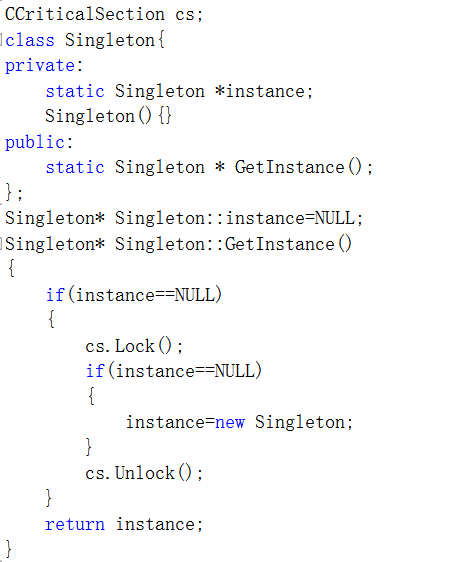 CCriticalSection cs;
class Singleton{
private:
    static Singleton *instance;
    Singleton(){}
public:
    static Singleton * GetInstance();
};
Singleton* Singleton::instance=NULL;
Singleton* Singleton::GetInstance()
{
    if(instance==NULL)
    {
        cs.Lock();
        if(instance==NULL)
        {
            instance=new Singleton;
        }
        cs.Unlock();
    }
    return instance;
}